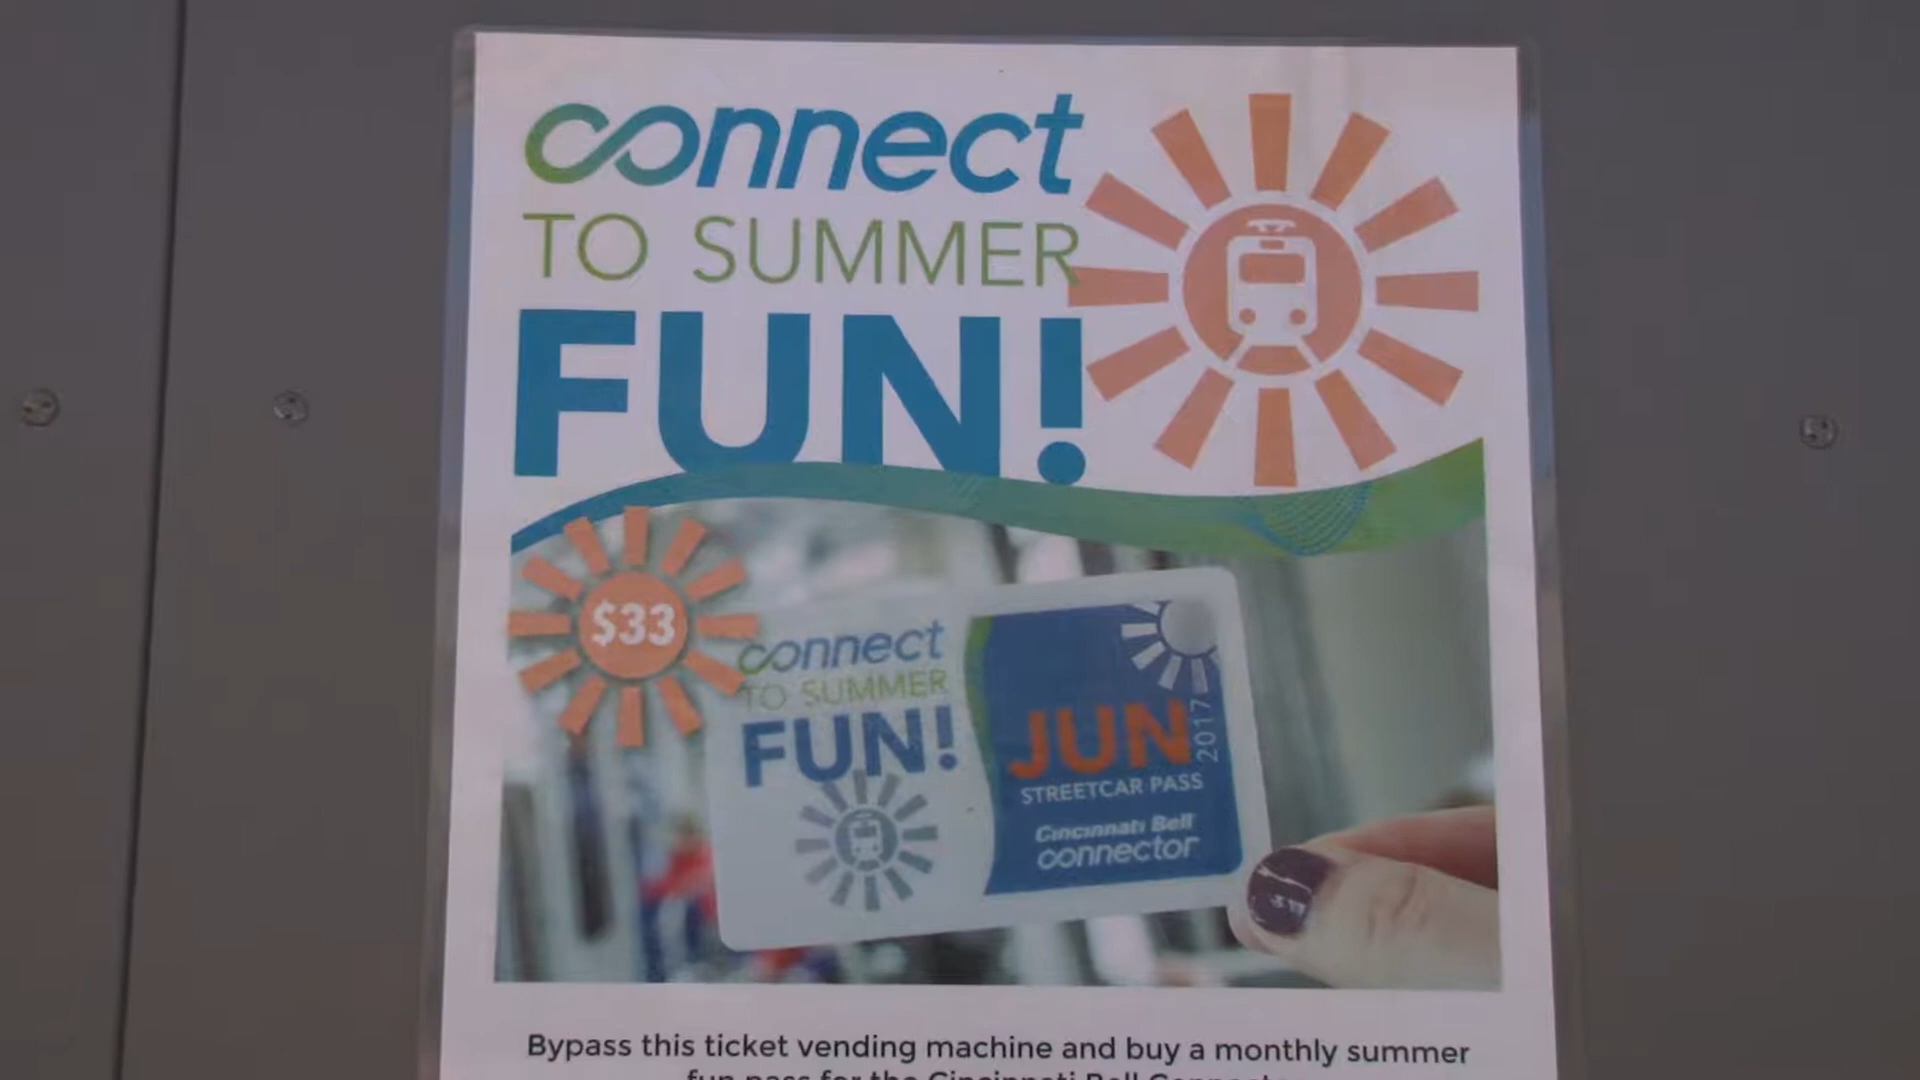 connect
TO SUMMER
FUN!
$33
connect
TO SUMMER
FUN!
JUN
2017
STREETCAR PASS
Cincinnati Bell
connector
Bypass this ticket vending machine and buy a monthly summer
fun pass for the Cincinnati Bell